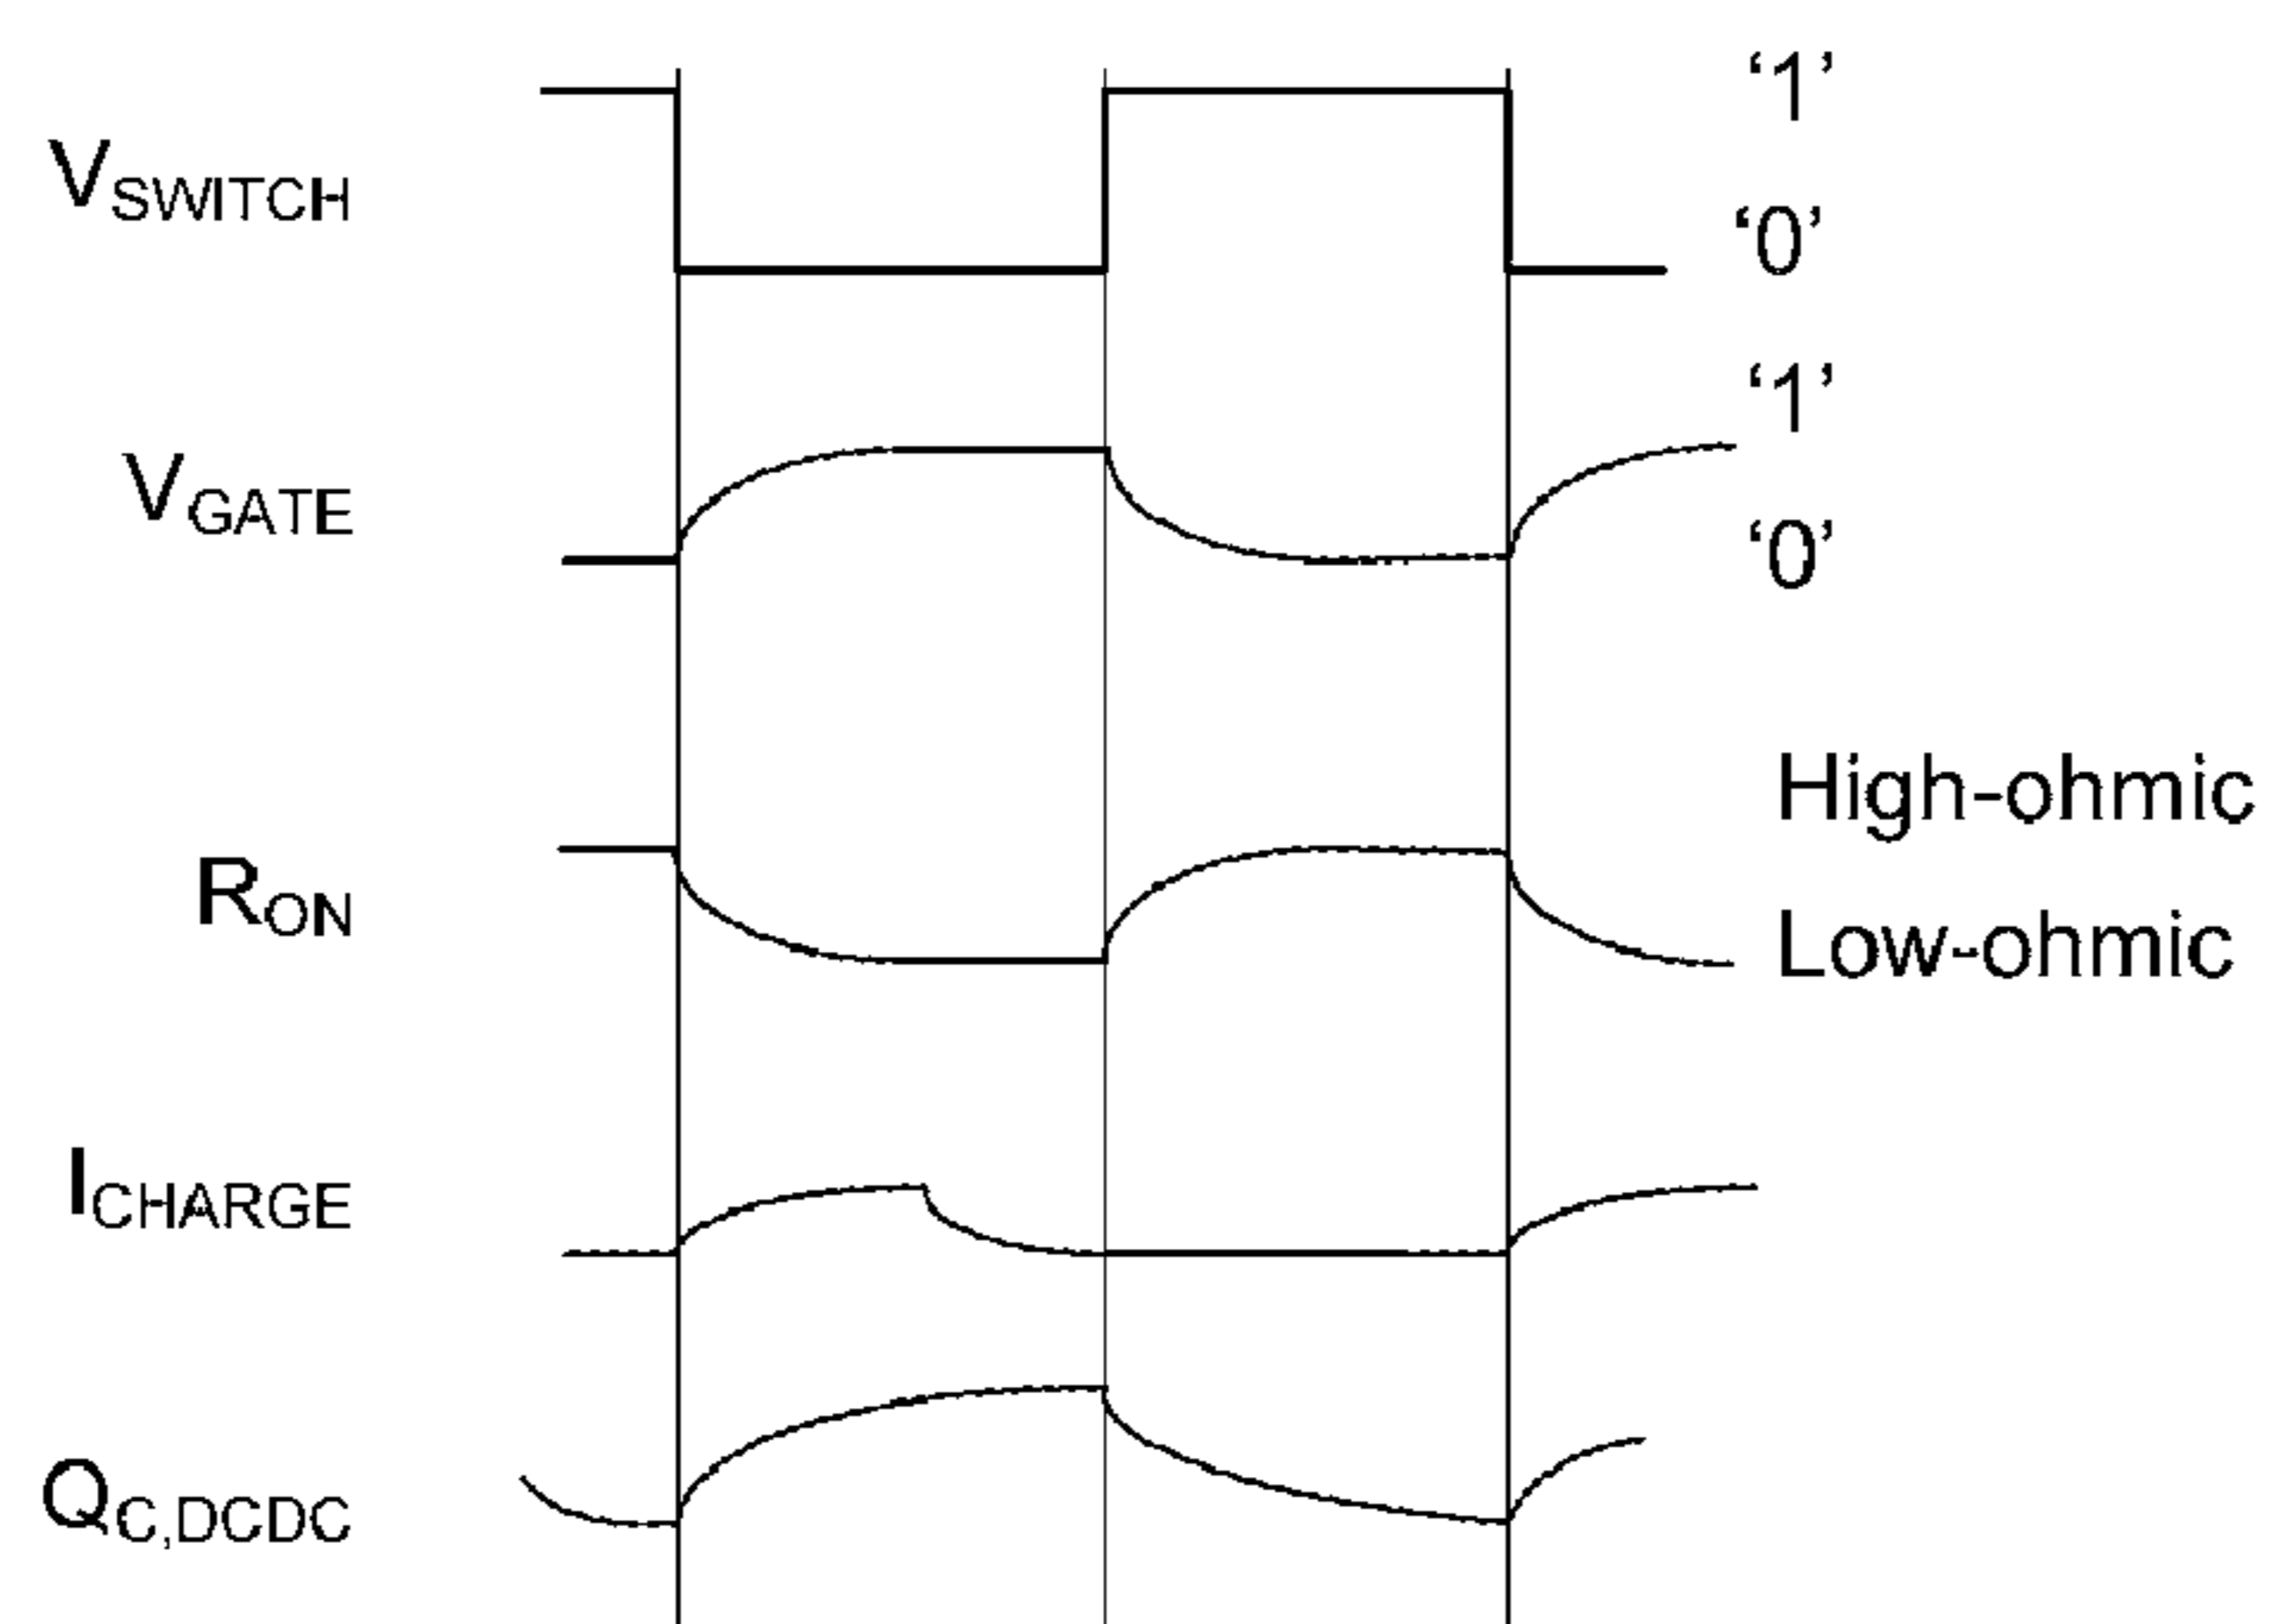 ‘1’
VSWITCH
‘0’
‘1’
VGATE
‘0’
High-ohmic
RON
Low-ohmic
ICHARGE
QC,DCDC